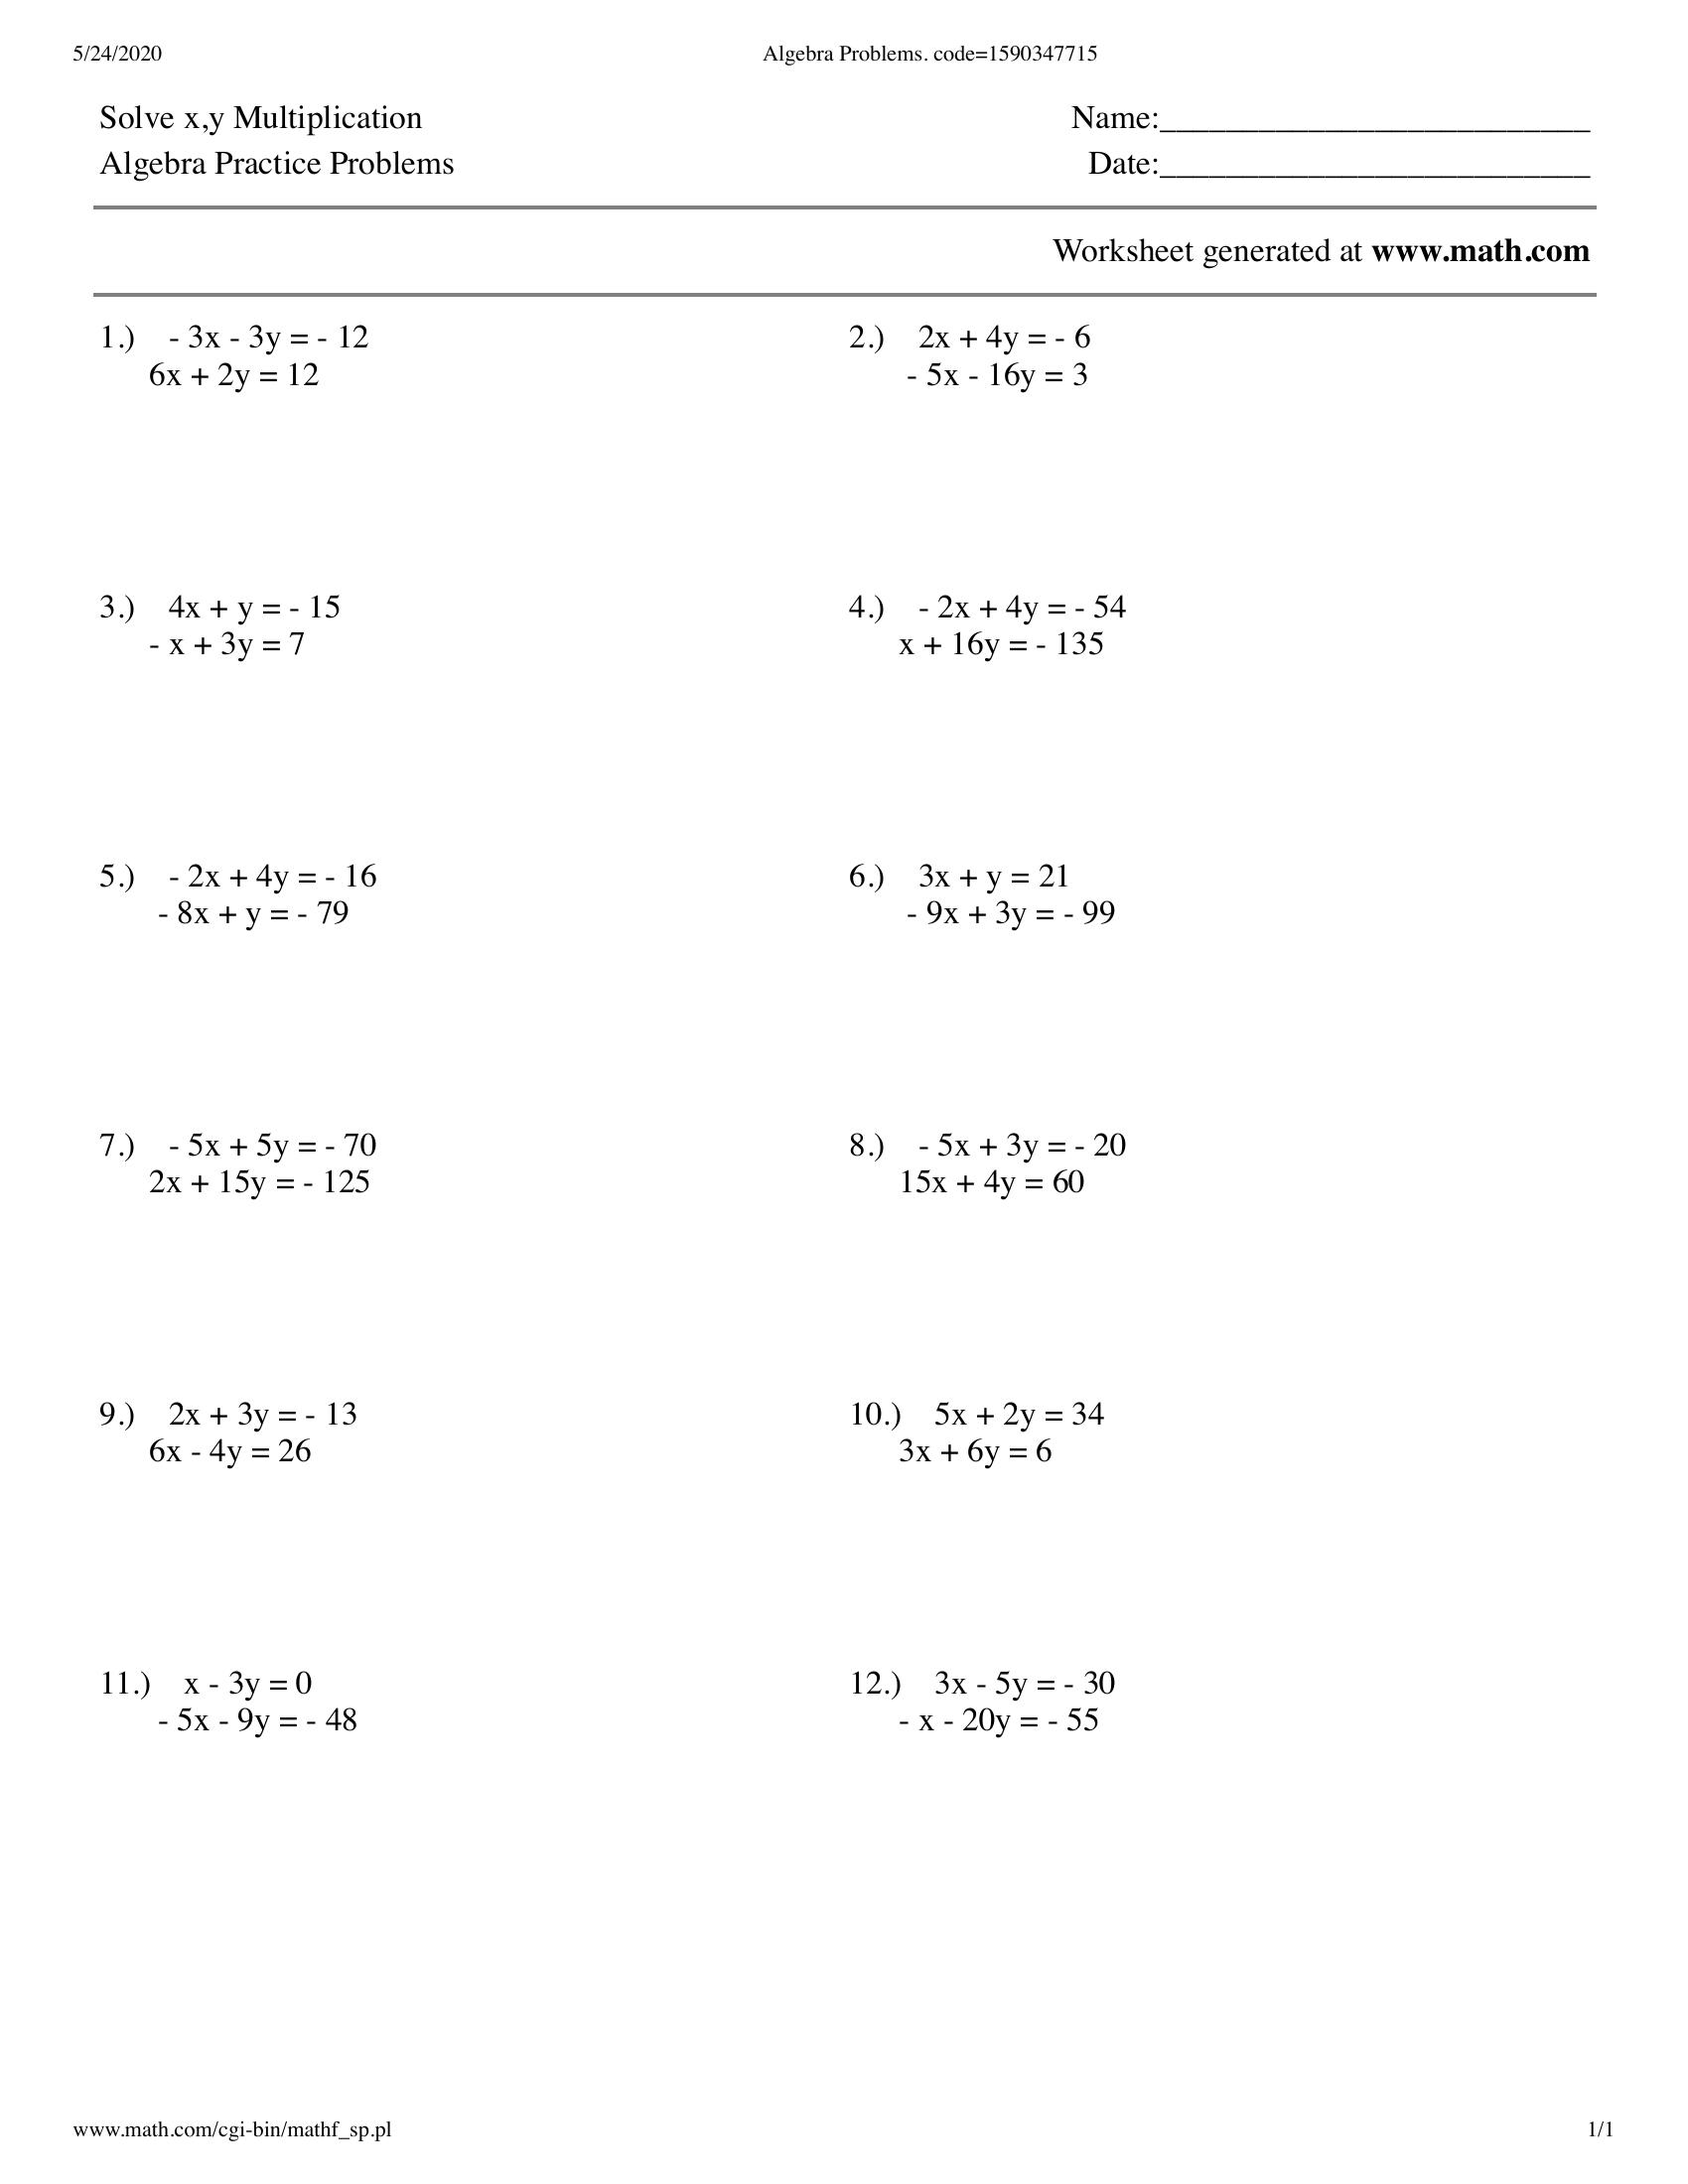 5/24/2020 Algebra Problems. code=1590347715
Solve x,y Multiplication Name:__________________________
Algebra Practice Problems Date:__________________________
Worksheet generated at www.math.com
1.) - 3x - 3y = - 12 2.) 2x + 4y = - 6
6x + 2y = 12 - 5x - 16y = 3
3.) 4x + y = - 15 4.) - 2x + 4y = - 54
- x + 3y = 7 x + 16y = - 135
5.) - 2x + 4y = - 16 6.) 3x + y = 21
- 8x + y = - 79 - 9x + 3y = - 99
7.) - 5x + 5y = - 70 8.) - 5x + 3y = - 20
2x + 15y = - 125 15x + 4y = 60
9.) 2x + 3y = - 13 10.) 5x + 2y = 34
6x - 4y = 26 3x + 6y = 6
11.) x - 3y = 0 12.) 3x - 5y = - 30
- 5x - 9y = - 48 - x - 20y = - 55
www.math.com/cgi-bin/mathf_sp.pl 1/1